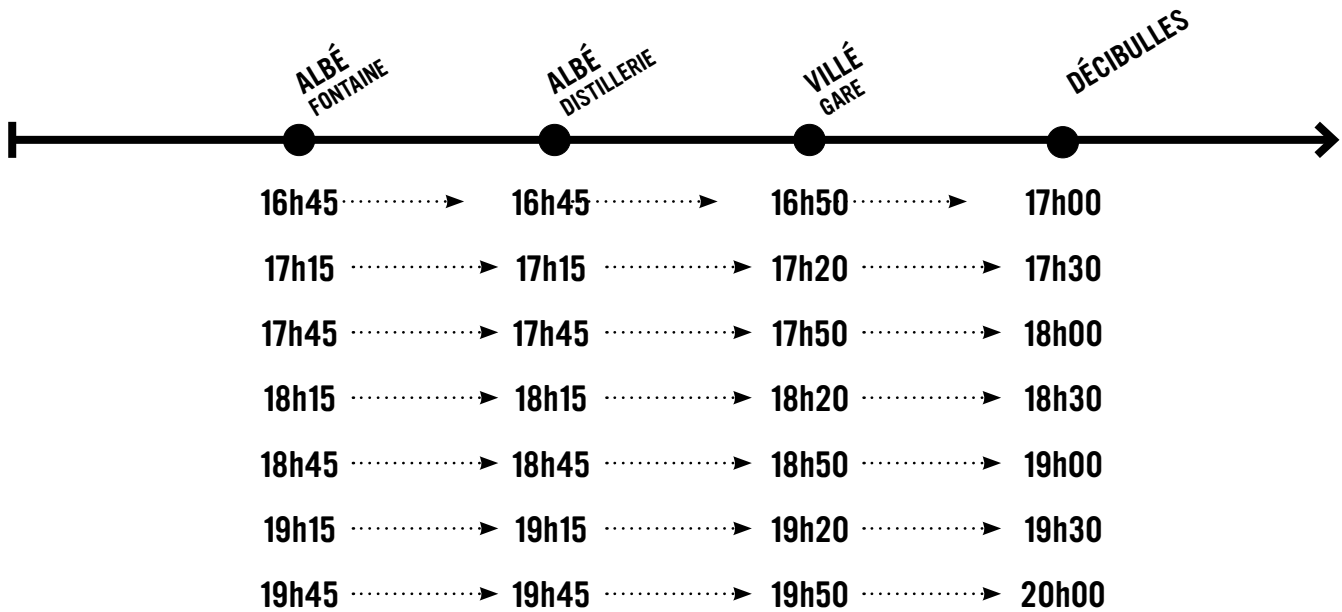 ALBÉ
FONTAINE
ALBÉ
DISTILLERIE
VILLÉ
GARE
DÉCIBULLES
16h45 16h45 16h50 17h00
17h15 17h15 17h20 17h30
17h45 17h45 17h50 18h00
18h15 18h15 18h20 18h30
18h45 18h45 18h50 19h00
19h15 19h15 19h20 19h30
19h45 19h45 19h50 20h00